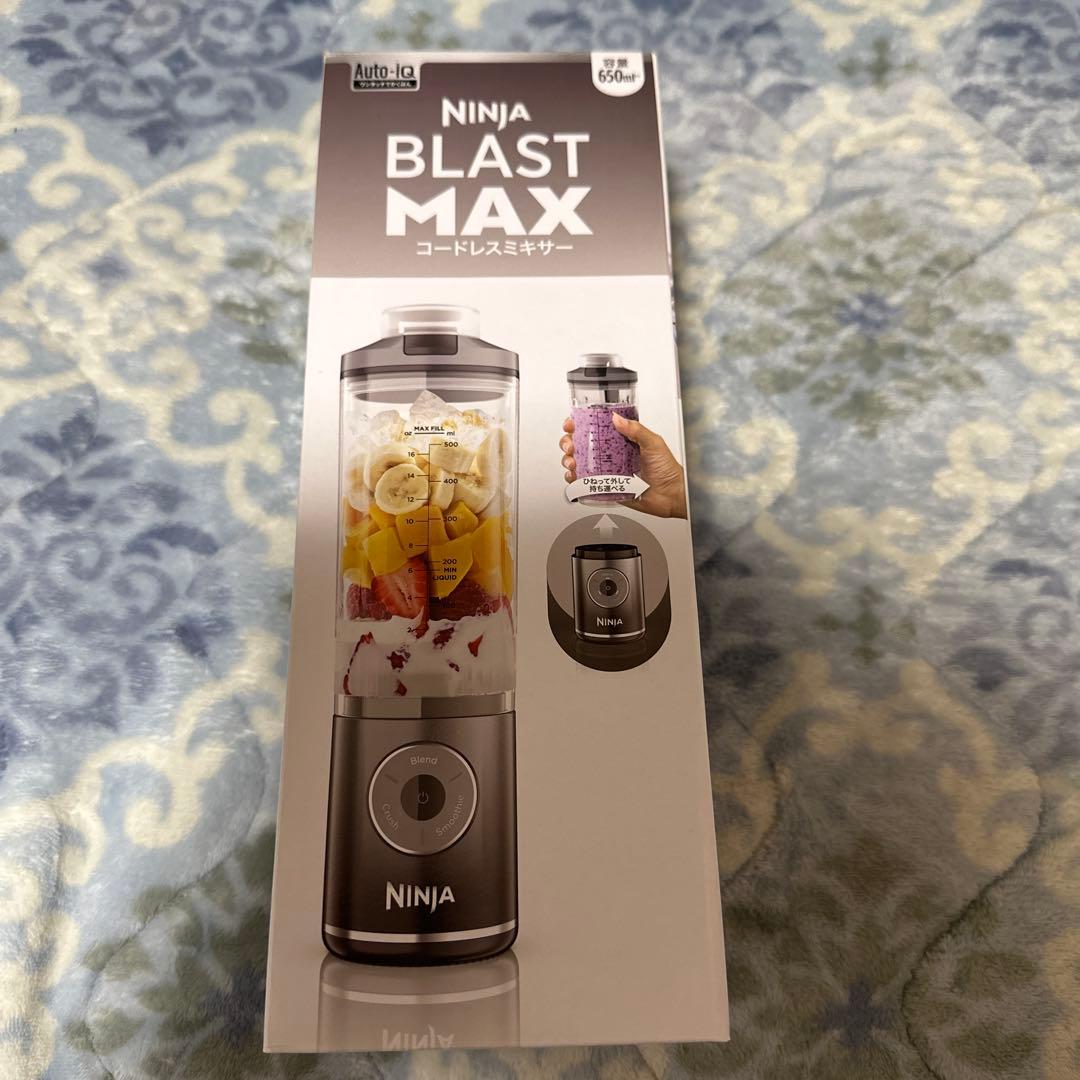 Auto-iQ
ワンタッチでかくはん
容量
650ml
NINJA
BLAST
MAX
コードレスミキサー
MAX FILL
oz ml
500
16
14
400
12
10
300
8
200
6
MIN
LIQUID
4
2
ひねって外して
持ち運べる
NINJA
Blend
Crush
Smoothie
NINJA
NINJA